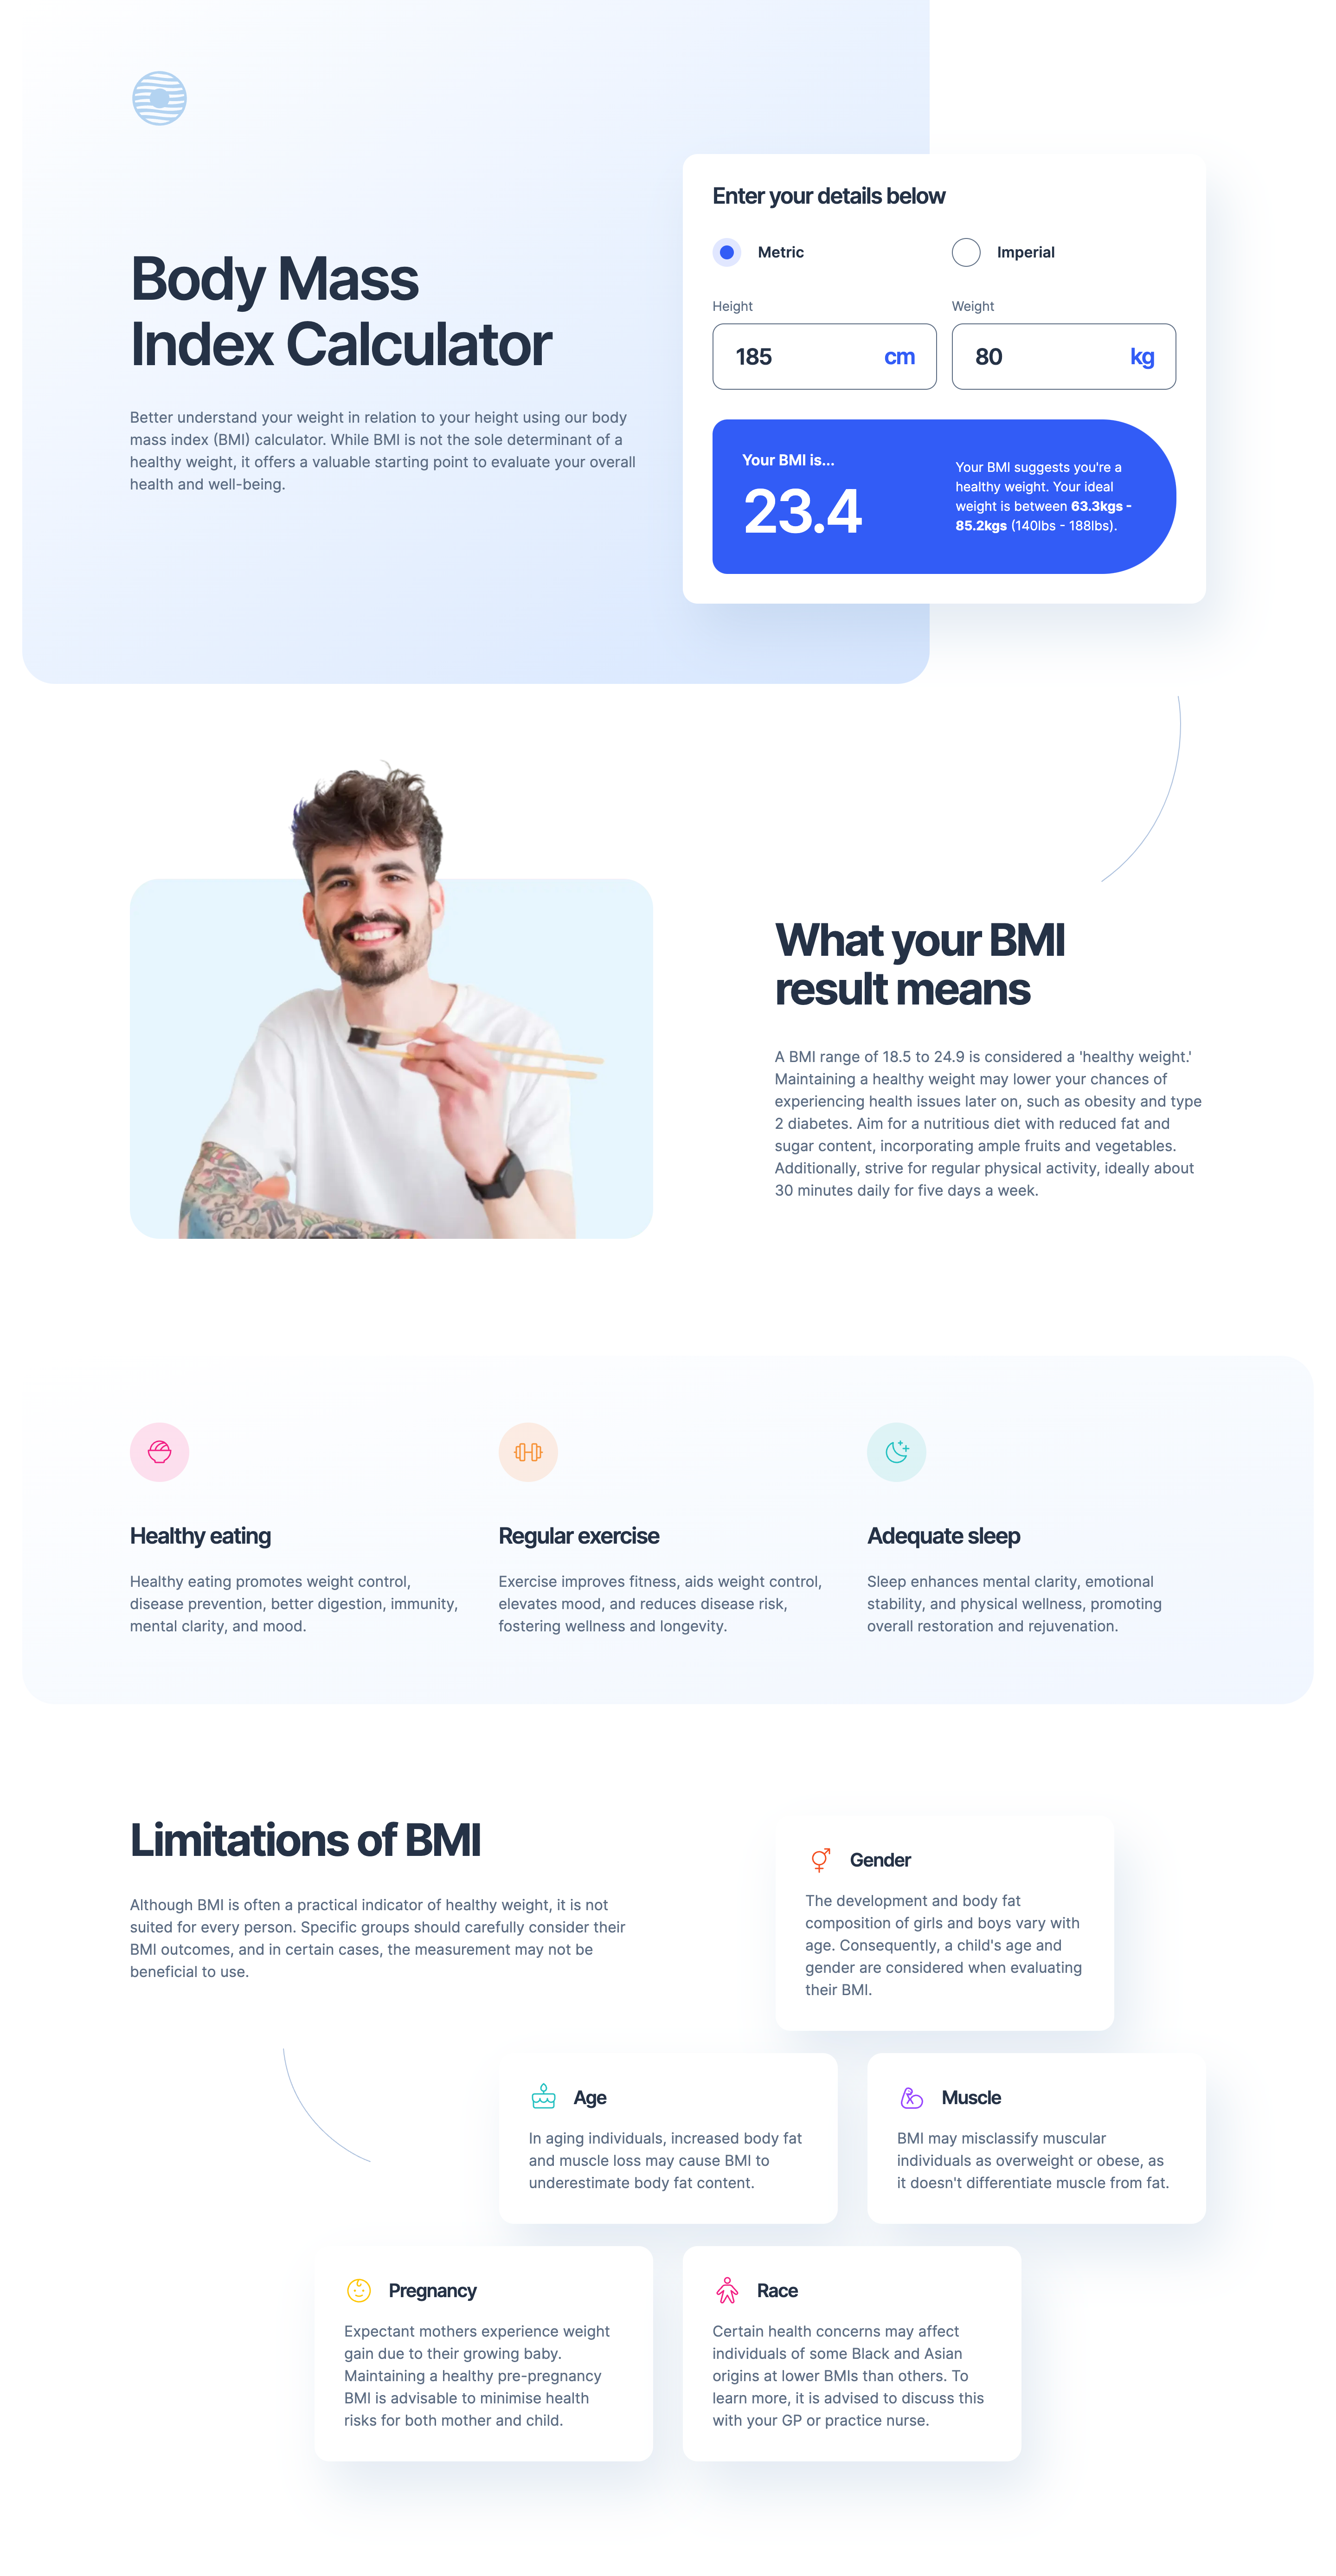 Body Mass
Index Calculator
Better understand your weight in relation to your height using our body
mass index (BMI) calculator. While BMI is not the sole determinant of a
healthy weight, it offers a valuable starting point to evaluate your overall
health and well-being.
Enter your details below
Metric
Imperial
Height
185 cm
Weight
80 kg
Your BMI is...
23.4
Your BMI suggests you're a
healthy weight. Your ideal
weight is between 63.3kgs -
85.2kgs (140lbs - 188lbs).
What your BMI
result means
A BMI range of 18.5 to 24.9 is considered a 'healthy weight.'
Maintaining a healthy weight may lower your chances of
experiencing health issues later on, such as obesity and type
2 diabetes. Aim for a nutritious diet with reduced fat and
sugar content, incorporating ample fruits and vegetables.
Additionally, strive for regular physical activity, ideally about
30 minutes daily for five days a week.
Healthy eating
Healthy eating promotes weight control,
disease prevention, better digestion, immunity,
mental clarity, and mood.
Regular exercise
Exercise improves fitness, aids weight control,
elevates mood, and reduces disease risk,
fostering wellness and longevity.
Adequate sleep
Sleep enhances mental clarity, emotional
stability, and physical wellness, promoting
overall restoration and rejuvenation.
Limitations of BMI
Although BMI is often a practical indicator of healthy weight, it is not
suited for every person. Specific groups should carefully consider their
BMI outcomes, and in certain cases, the measurement may not be
beneficial to use.
Gender
The development and body fat
composition of girls and boys vary with
age. Consequently, a child's age and
gender are considered when evaluating
their BMI.
Age
In aging individuals, increased body fat
and muscle loss may cause BMI to
underestimate body fat content.
Muscle
BMI may misclassify muscular
individuals as overweight or obese, as
it doesn't differentiate muscle from fat.
Pregnancy
Expectant mothers experience weight
gain due to their growing baby.
Maintaining a healthy pre-pregnancy
BMI is advisable to minimise health
risks for both mother and child.
Race
Certain health concerns may affect
individuals of some Black and Asian
origins at lower BMIs than others. To
learn more, it is advised to discuss this
with your GP or practice nurse.